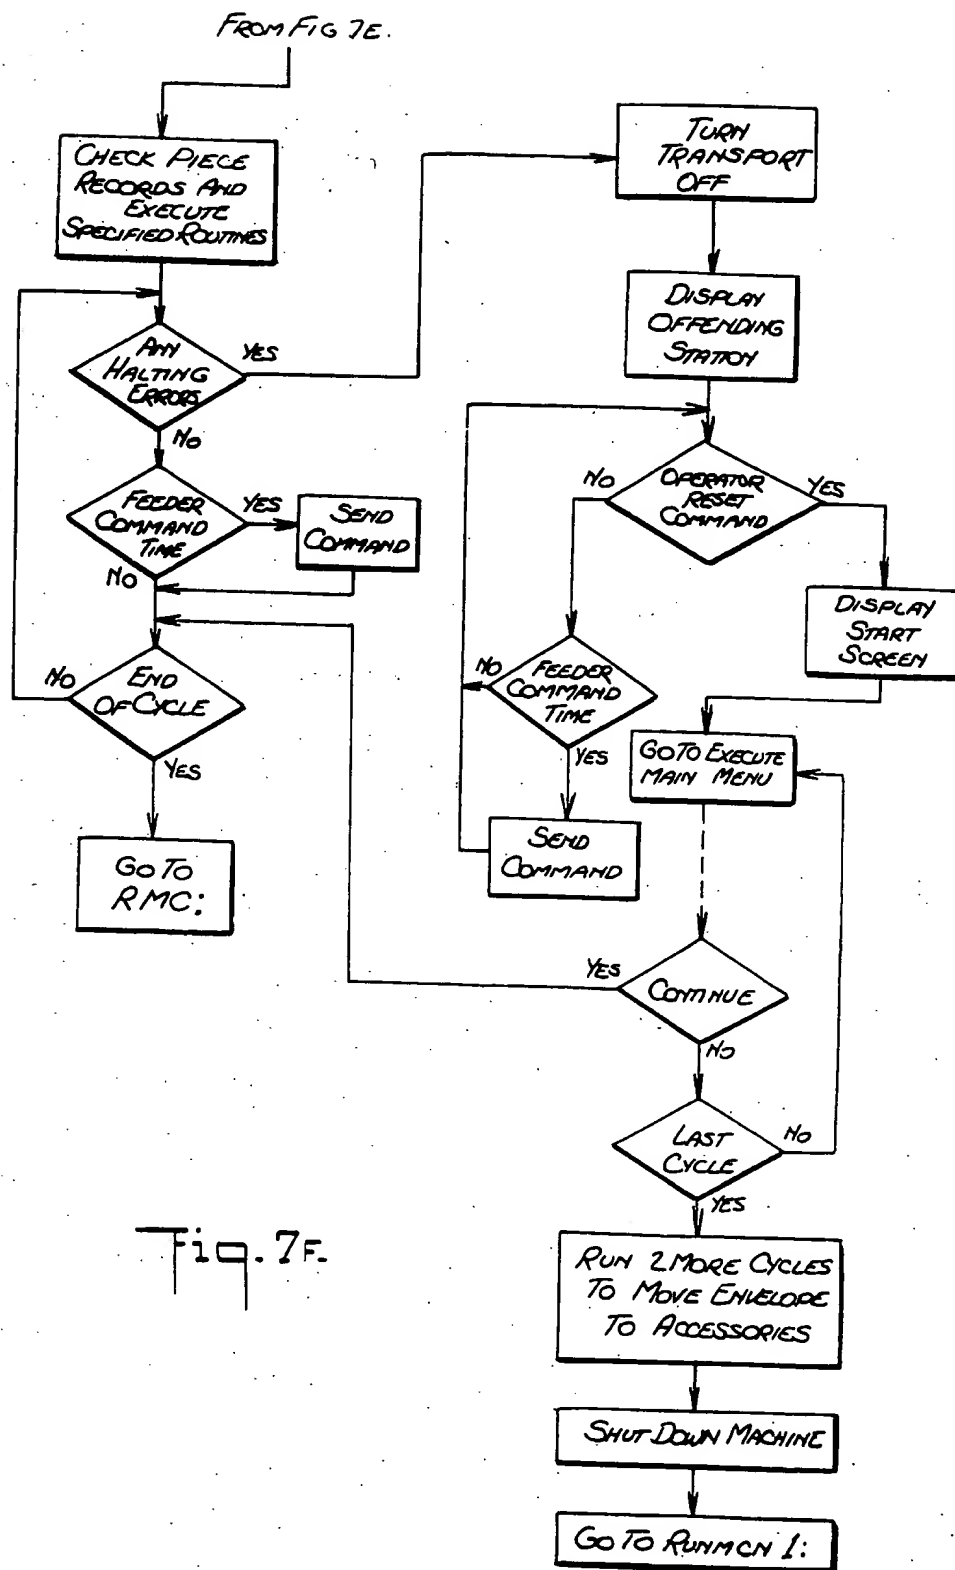 FROM FIG 7E.
CHECK PIECE
RECORDS AND
EXECUTE
SPECIFIED ROUTINES
ANY
HALTING
ERRORS
YES
NO
FEEDER
COMMAND
TIME
YES
SEND
COMMAND
NO
END
OF CYCLE
NO
YES
GO TO
RMC:
TURN
TRANSPORT
OFF
DISPLAY
OFFENDING
STATION
OPERATOR
RESET
COMMAND
NO
YES
DISPLAY
START
SCREEN
FEEDER
COMMAND
TIME
NO
YES
SEND
COMMAND
GO TO EXECUTE
MAIN MENU
CONTINUE
YES
NO
LAST
CYCLE
NO
YES
RUN 2 MORE CYCLES
TO MOVE ENVELOPE
TO ACCESSORIES
SHUT DOWN MACHINE
GO TO RUNMCN 1:
Fig. 7F.